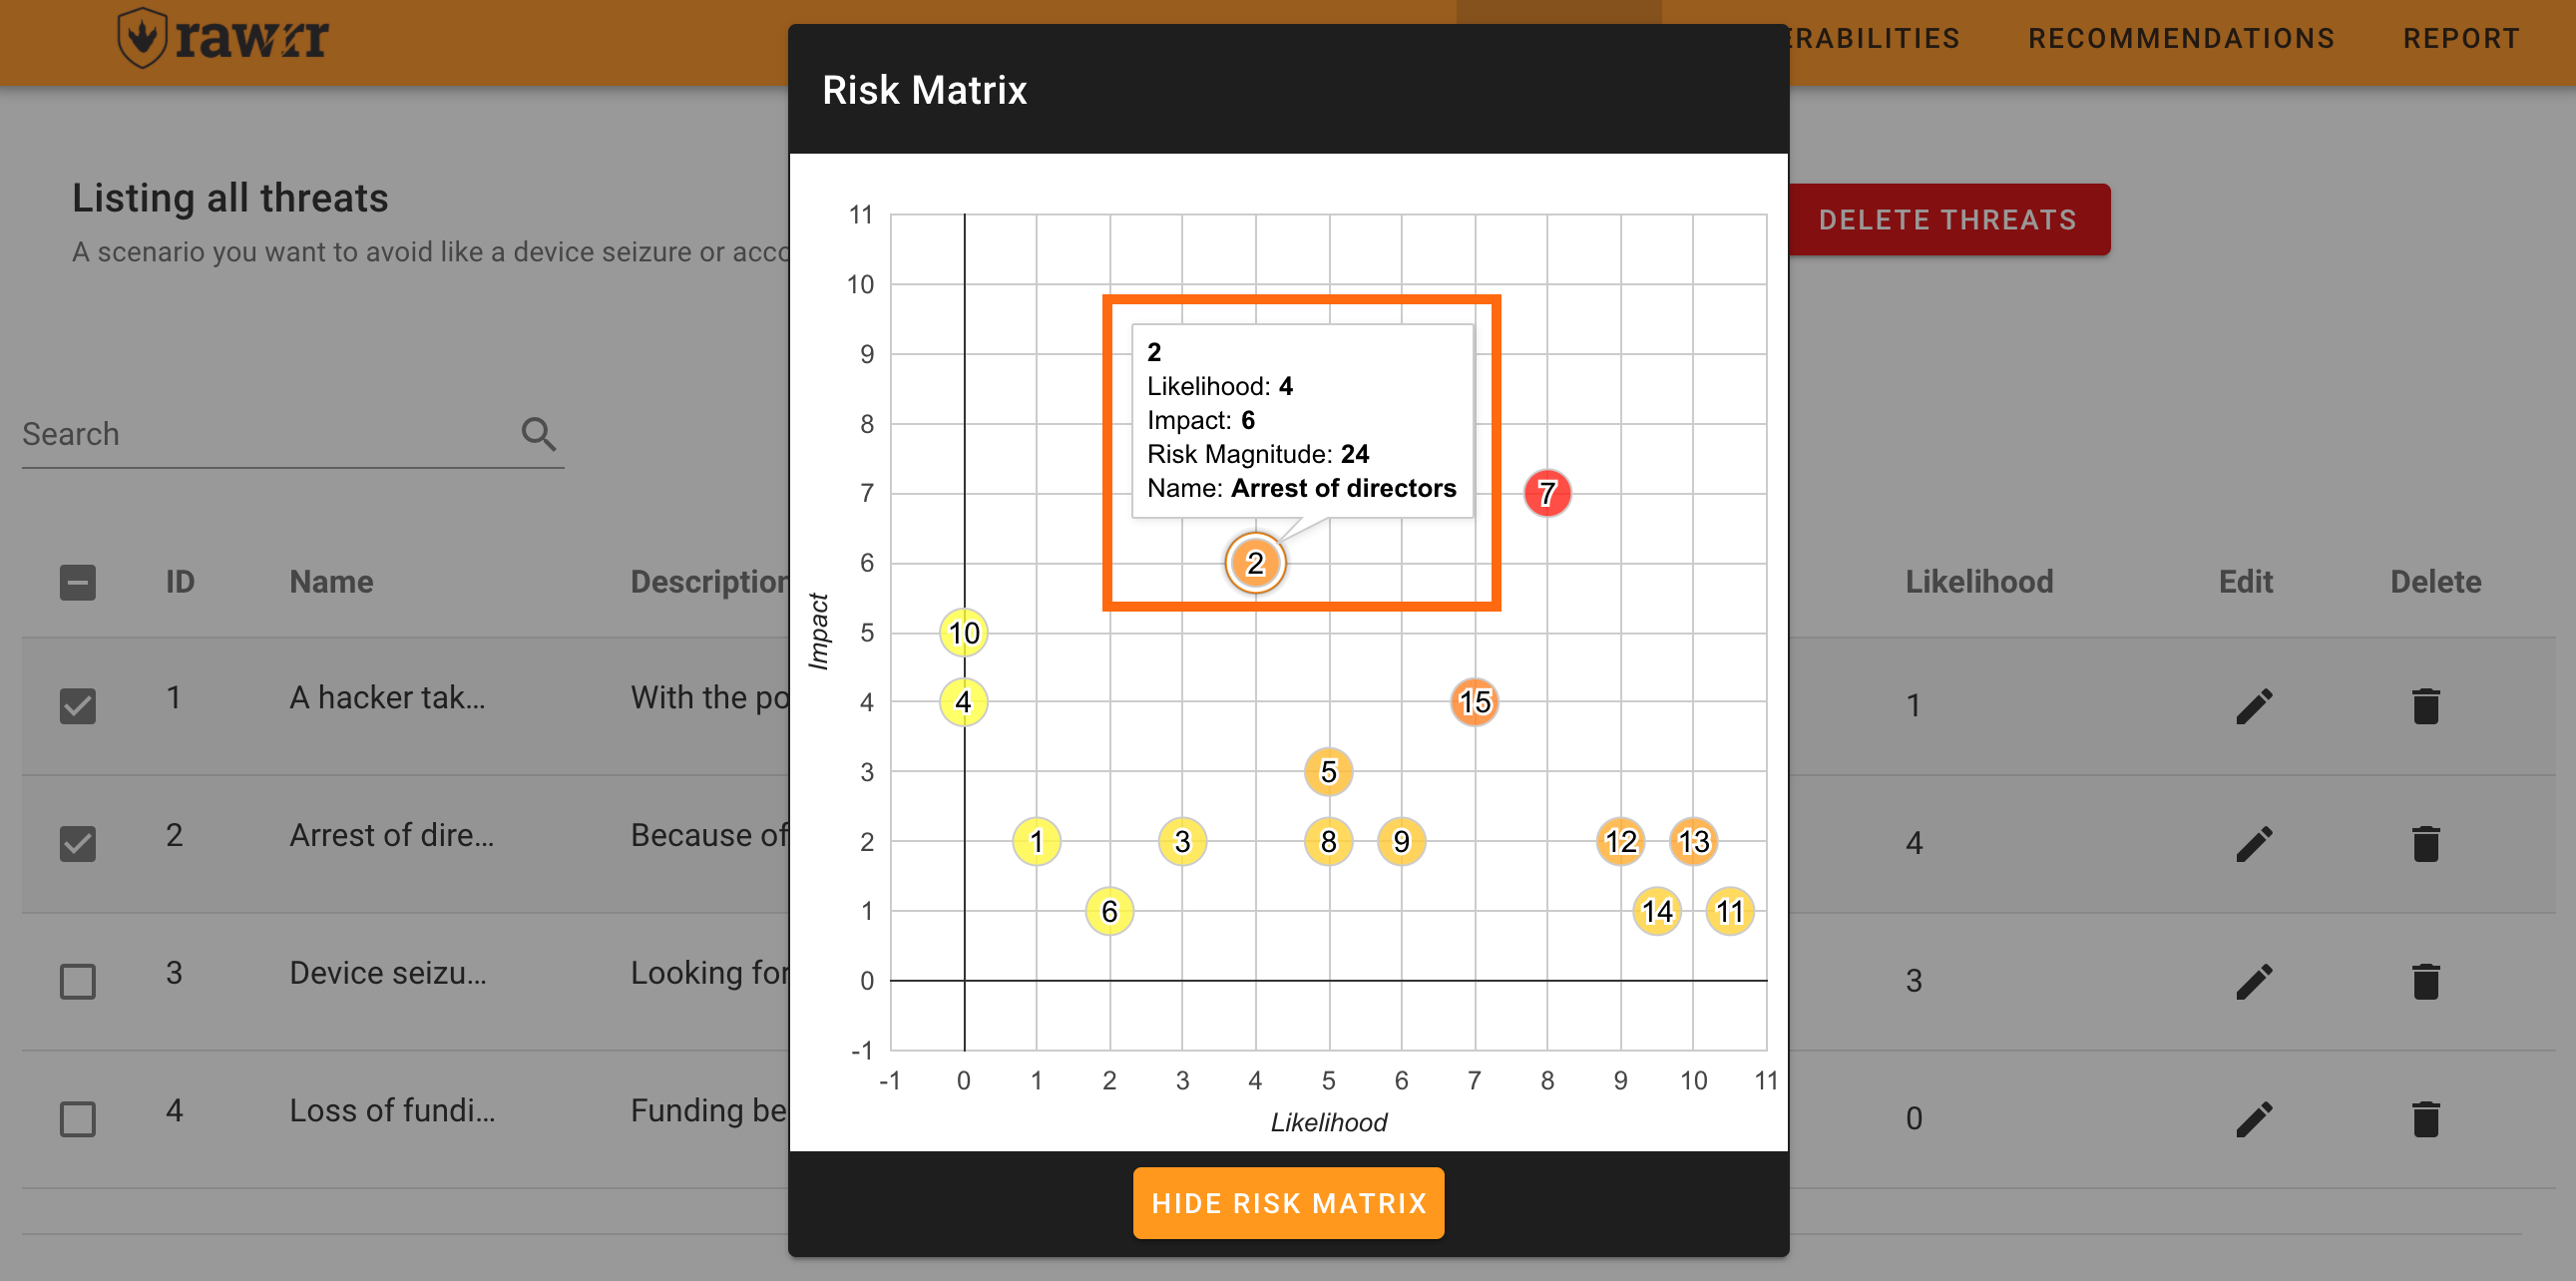 rawrr
ERABILITIES
RECOMMENDATIONS
REPORT
Risk Matrix
Listing all threats
A scenario you want to avoid like a device seizure or acco
DELETE THREATS
Search
ID
Name
Description
Likelihood
Edit
Delete
1
A hacker tak...
With the po
1
2
Arrest of dire...
Because of
4
3
Device seizu...
Looking for
3
4
Loss of fundi...
Funding be
0
11
10
9
8
7
6
5
4
3
2
1
0
-1
Impact
2
Likelihood: 4
Impact: 6
Risk Magnitude: 24
Name: Arrest of directors
7
2
10
4
15
5
1
3
8
9
12
13
6
14
11
-1
0
1
2
3
4
5
6
7
8
9
10
11
Likelihood
HIDE RISK MATRIX